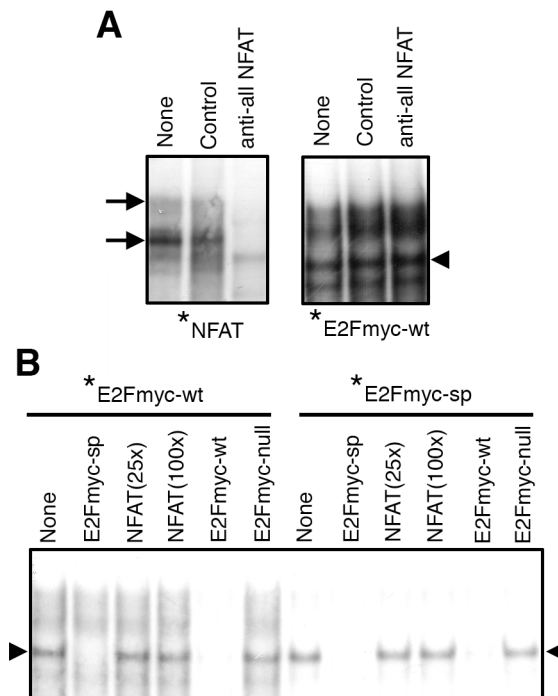 A
None
Control
anti-all NFAT
None
Control
anti-all NFAT
*NFAT
*E2Fmyc-wt
B
*E2Fmyc-wt
*E2Fmyc-sp
None
E2Fmyc-sp
NFAT(25x)
NFAT(100x)
E2Fmyc-wt
E2Fmyc-null
None
E2Fmyc-sp
NFAT(25x)
NFAT(100x)
E2Fmyc-wt
E2Fmyc-null